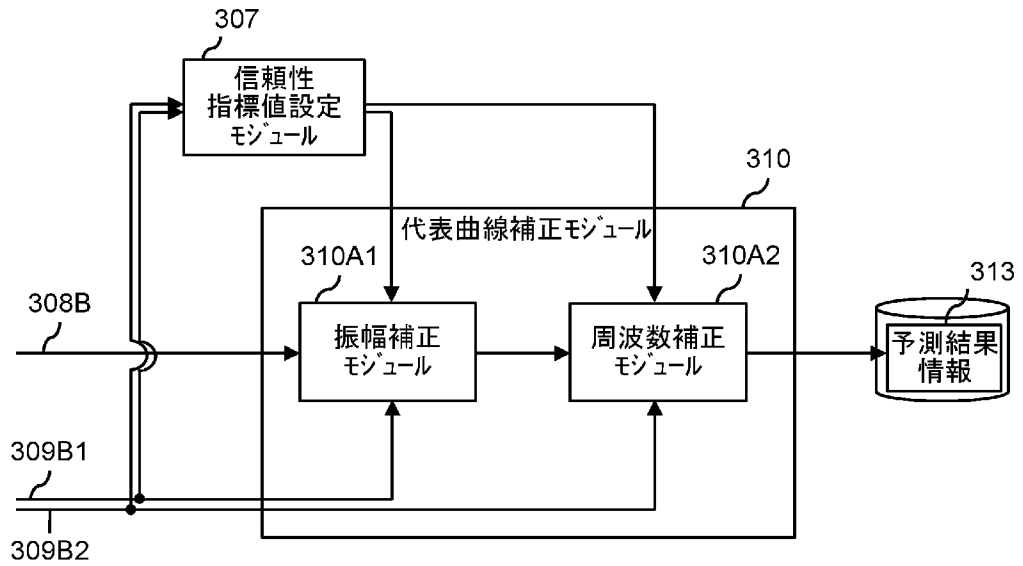 307
信頼性
指標値設定
モジュール
310
代表曲線補正モジュール
310A1
310A2
313
308B
振幅補正
モジュール
周波数補正
モジュール
予測結果
情報
309B1
309B2